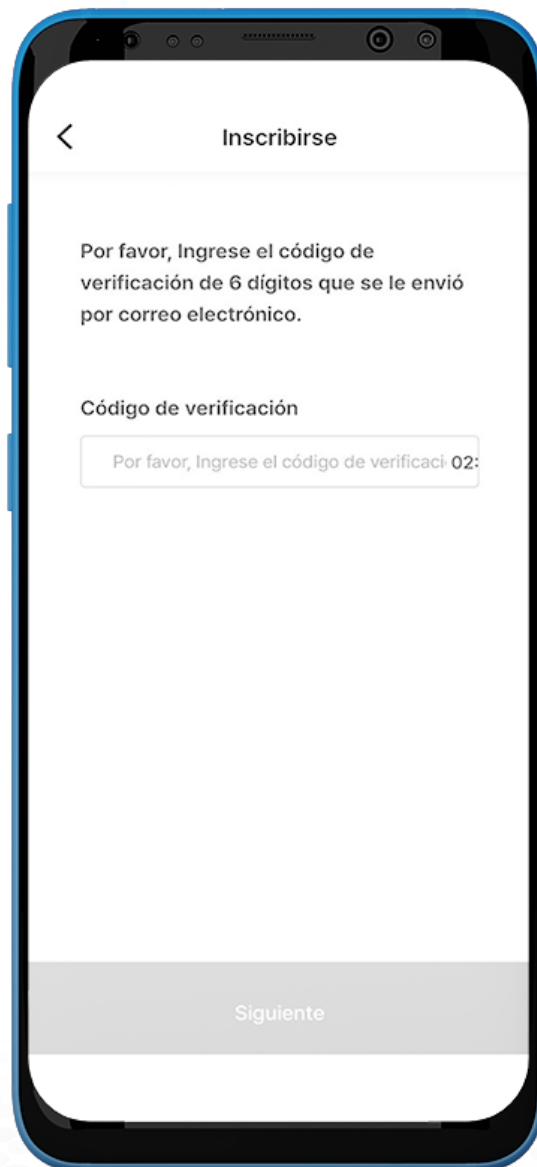 Inscribirse
Por favor, Ingrese el código de
verificación de 6 dígitos que se le envió
por correo electrónico.
Código de verificación
Por favor, Ingrese el código de verificaci 02:
Siguiente